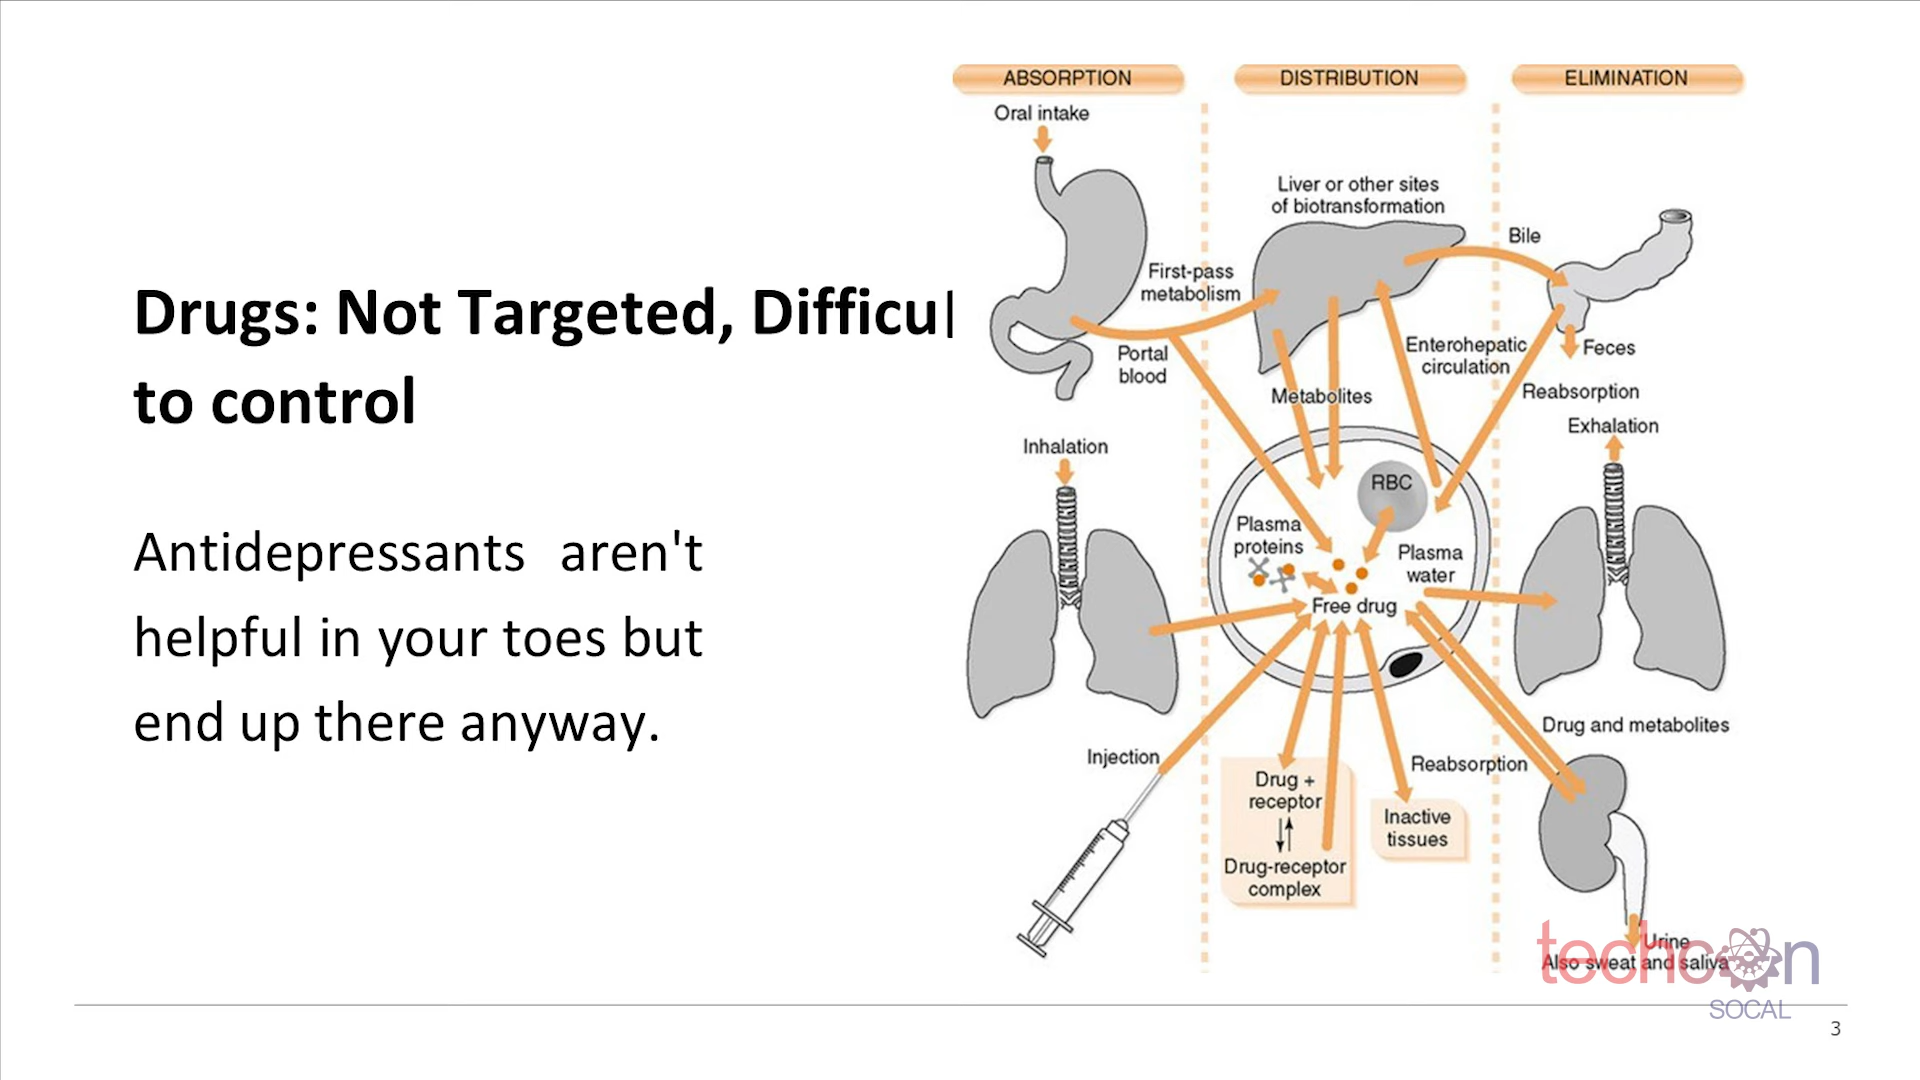 Drugs: Not Targeted, Difficul
to control
Antidepressants aren't
helpful in your toes but
end up there anyway.
ABSORPTION
DISTRIBUTION
ELIMINATION
Oral intake
Liver or other sites
of biotransformation
Bile
First-pass
metabolism
Portal
blood
Metabolites
Enterohepatic
circulation
Feces
Reabsorption
Exhalation
Inhalation
RBC
Plasma
proteins
Plasma
water
Free drug
Drug and metabolites
Injection
Reabsorption
Drug +
receptor
Drug-receptor
complex
Inactive
tissues
Urine
Also sweat and saliva
techcon
SOCAL
3